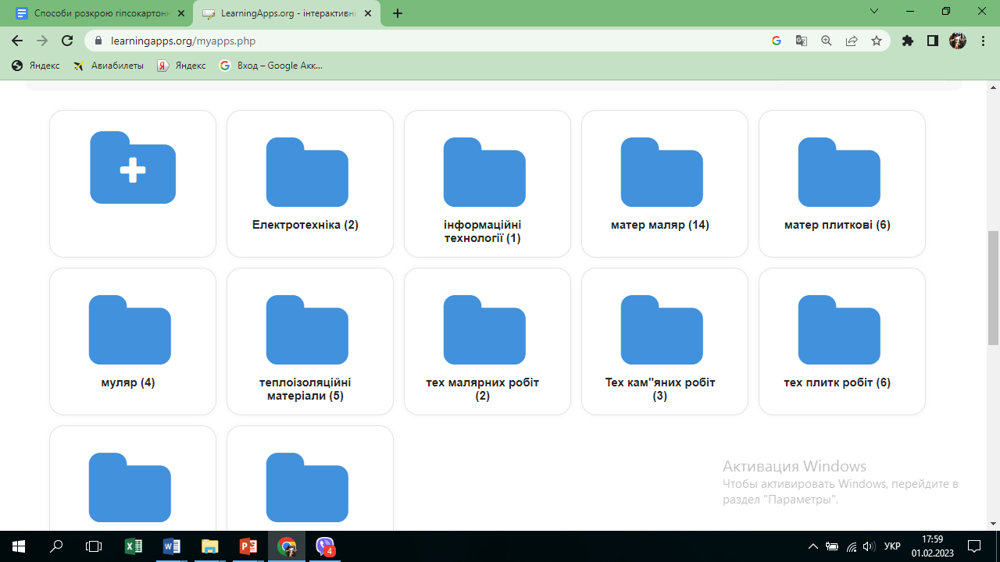 Способи розкрою гіпсокартонн
LearningApps.org - інтерактивні
learningapps.org/myapps.php
Яндекс
Авиабилеты
Яндекс
Вход – Google Акк...
Електротехніка (2)
інформаційні
технології (1)
матер маляр (14)
матер плиткові (6)
муляр (4)
теплоізоляційні
матеріали (5)
тех малярних робіт
(2)
Тех кам"яних робіт
(3)
тех плитк робіт (6)
Активация Windows
Чтобы активировать Windows, перейдите в
раздел "Параметры".
4
УКР
17:59
01.02.2023